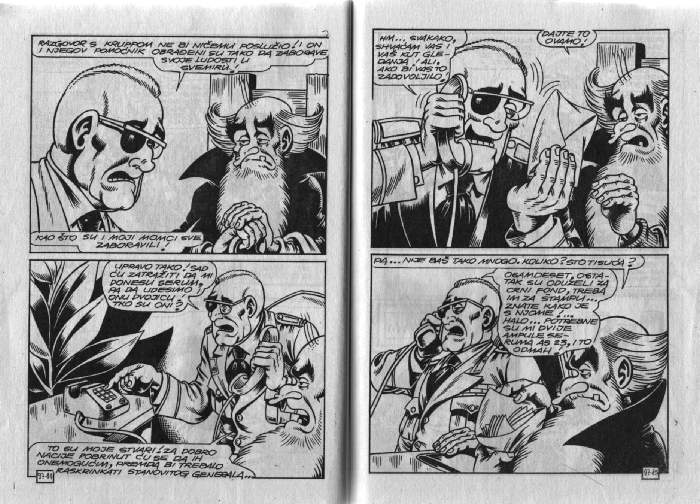 RAZGOVOR S KRUPPOM NE BI NIČEMU POSLUŽIO! ON
I NJEGOV POMOĆNIK OBRAĐENI SU TAKO DA ZABORAVE
SVOJE LUDOSTI U
SVEMIRU!
KAO ŠTO SU I MOJI MOMCI SVE
ZABORAVILI!
UPRAVO TAKO! SAD
ĆU ZATRAŽITI DA MI
DONESU SERUM,
PA DA UDESIMO I
ONU DVOJICU!
TKO SU ONI?
TO SU MOJE STVARI! ZA DOBRO
NACIJE POBRINUT ĆU SE DA IH
ONEMOGUĆIM, PREMDA BI TREBALO
RASKRINKATI STANOVITOG GENERALA...
HM... SVAKAKO,
SHVAĆAM VAS I
VAŠ KUT GLE-
DANJA! ALI,
AKO BI VAS TO
ZADOVOLJILO!
DAJTE TO
OVAMO!
PA... NIJE BAŠ TAKO MNOGO. KOLIKO? STO TISUĆA?
OSAMDESET, OSTA-
TAK SU ODUZELI ZA
CRNI FOND, TREBA
IM ZA ŠTAMPU...
ZNATE KAKO JE
S NJOME!...
HALO... POTREBNE
SU MI DVIJE
AMPULE SE-
RUMA AS 23, I TO
ODMAH!